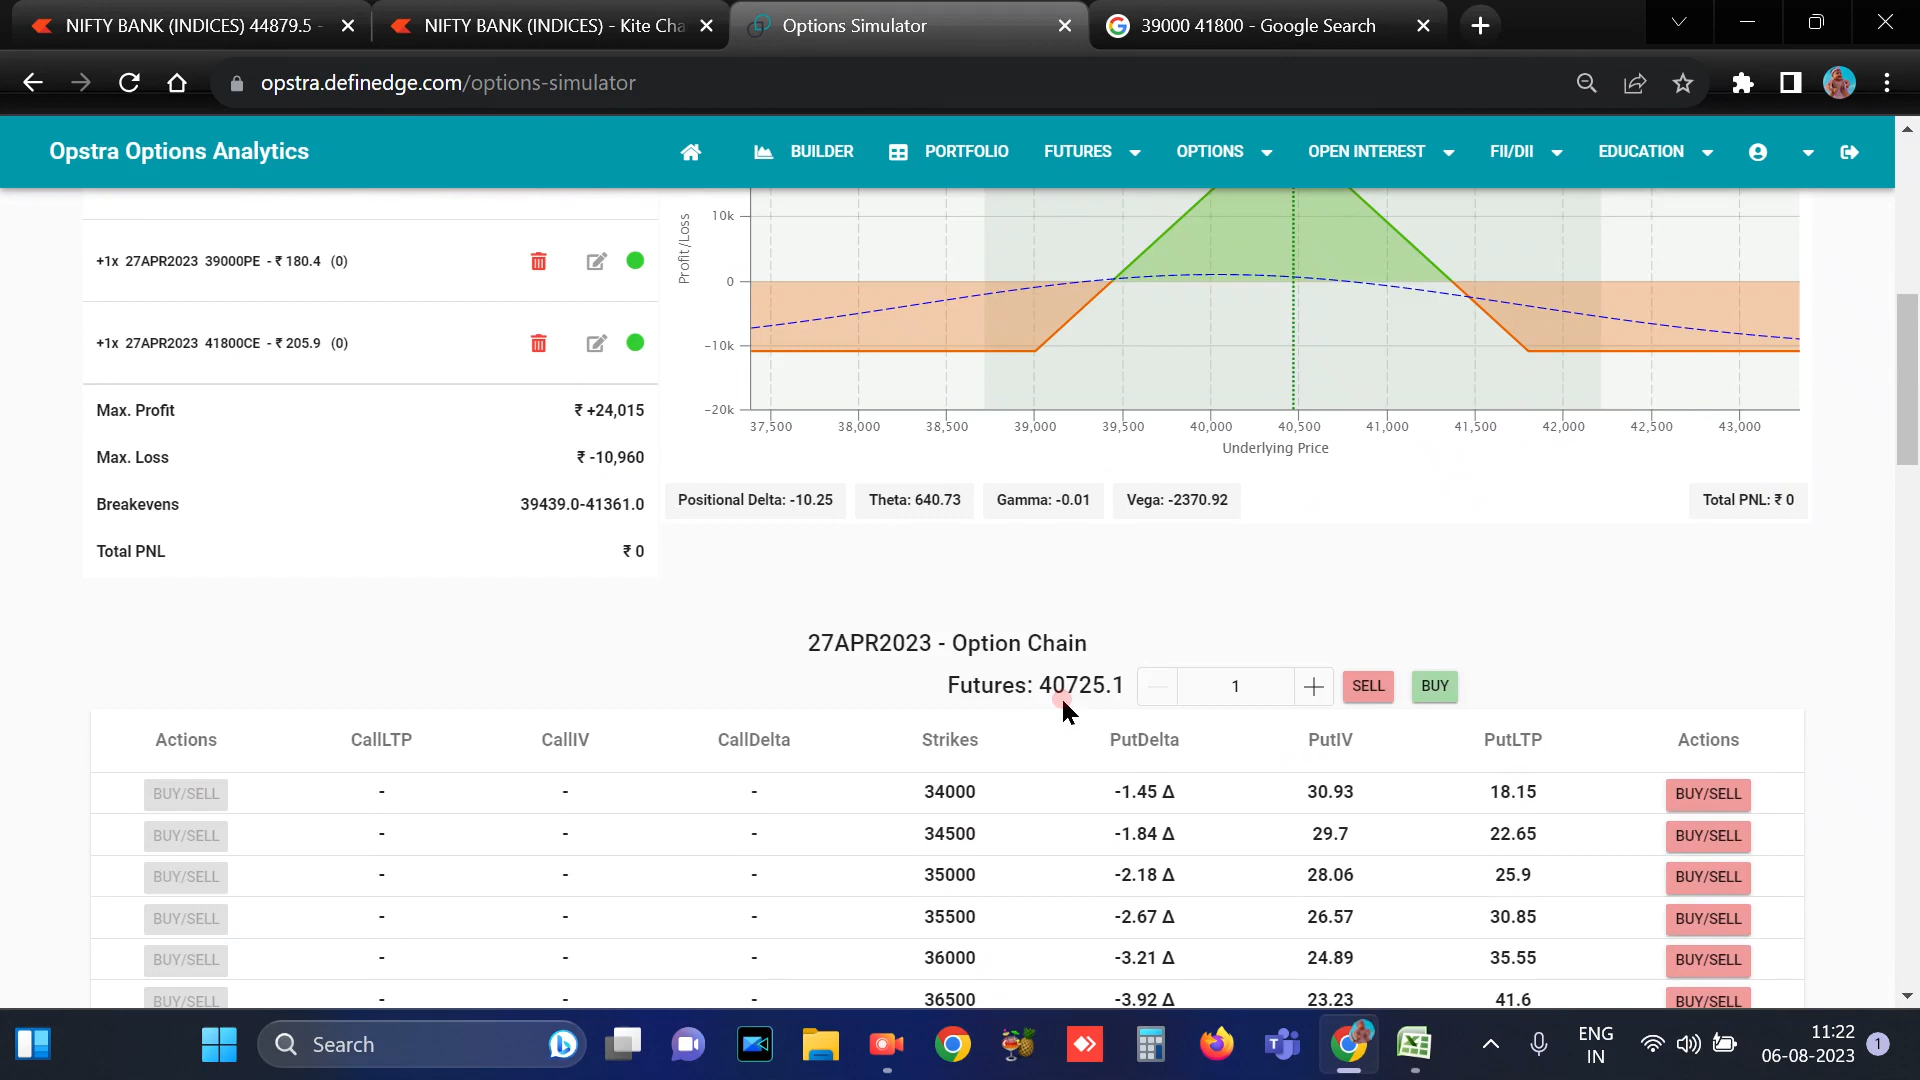 NIFTY BANK (INDICES) 44879.5 -
NIFTY BANK (INDICES) - Kite Cha
Options Simulator
39000 41800 - Google Search
opstra.definedge.com/options-simulator
Opstra Options Analytics
BUILDER
PORTFOLIO
FUTURES
OPTIONS
OPEN INTEREST
FII/DII
EDUCATION
+1x 27APR2023 39000PE - ₹ 180.4 (0)
+1x 27APR2023 41800CE - ₹ 205.9 (0)
Max. Profit ₹ +24,015
Max. Loss ₹ -10,960
Breakevens 39439.0-41361.0
Total PNL ₹ 0
Profit/Loss
10k
0
−10k
−20k
37,500 38,000 38,500 39,000 39,500 40,000 40,500 41,000 41,500 42,000 42,500 43,000
Underlying Price
Positional Delta: -10.25 Theta: 640.73 Gamma: -0.01 Vega: -2370.92 Total PNL: ₹ 0
27APR2023 - Option Chain
Futures: 40725.1 1 SELL BUY
Actions CallLTP CallIV CallDelta Strikes PutDelta PutIV PutLTP Actions
BUY/SELL - - - 34000 -1.45 Δ 30.93 18.15 BUY/SELL
BUY/SELL - - - 34500 -1.84 Δ 29.7 22.65 BUY/SELL
BUY/SELL - - - 35000 -2.18 Δ 28.06 25.9 BUY/SELL
BUY/SELL - - - 35500 -2.67 Δ 26.57 30.85 BUY/SELL
BUY/SELL - - - 36000 -3.21 Δ 24.89 35.55 BUY/SELL
BUY/SELL - - - 36500 -3.92 Δ 23.23 41.6 BUY/SELL
Search
ENG
IN
11:22
06-08-2023
1